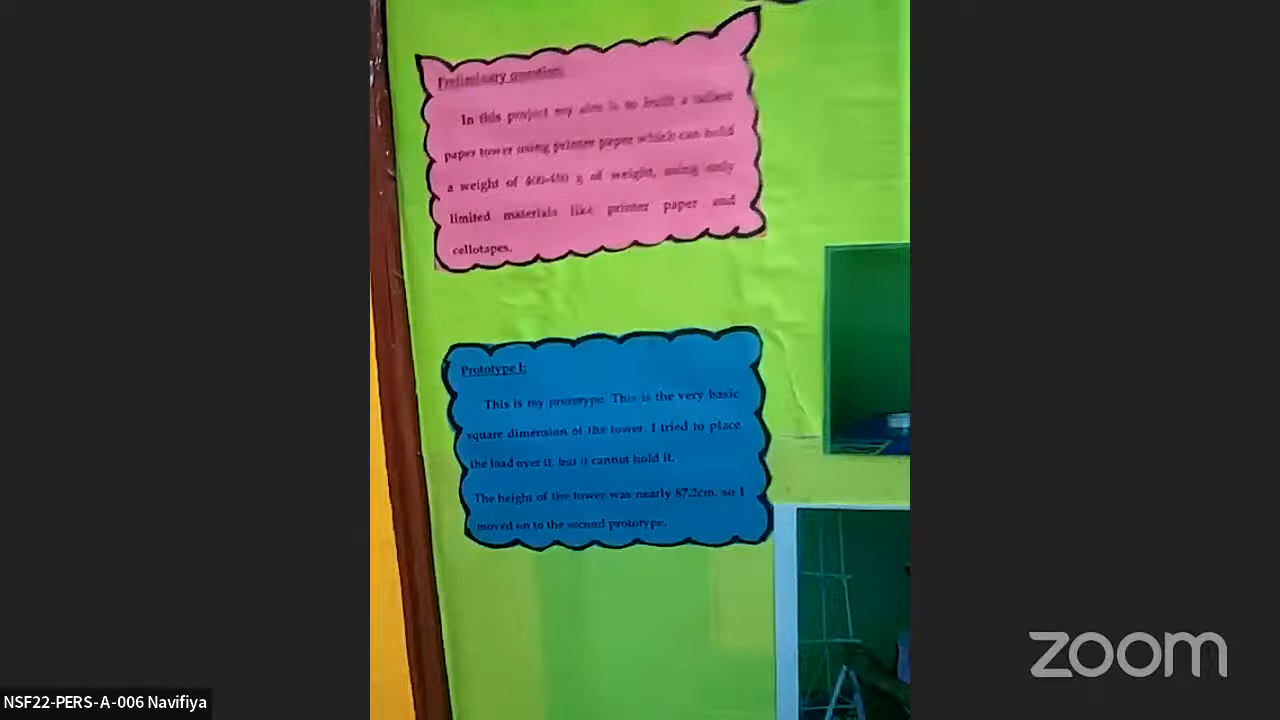 Preliminary question:
In this project my aim is to built a tallest
paper tower using printer paper which can hold
a weight of g of weight, using only
limited materials like printer paper and
cellotapes.
Prototype I:
This is my prototype. This is the very basic
square dimension of the tower. I tried to place
the load over it. but it cannot hold it.
The height of the tower was nearly 87.2cm. so I
moved on to the second prototype.
zoom
NSF22-PERS-A-006 Navifiya